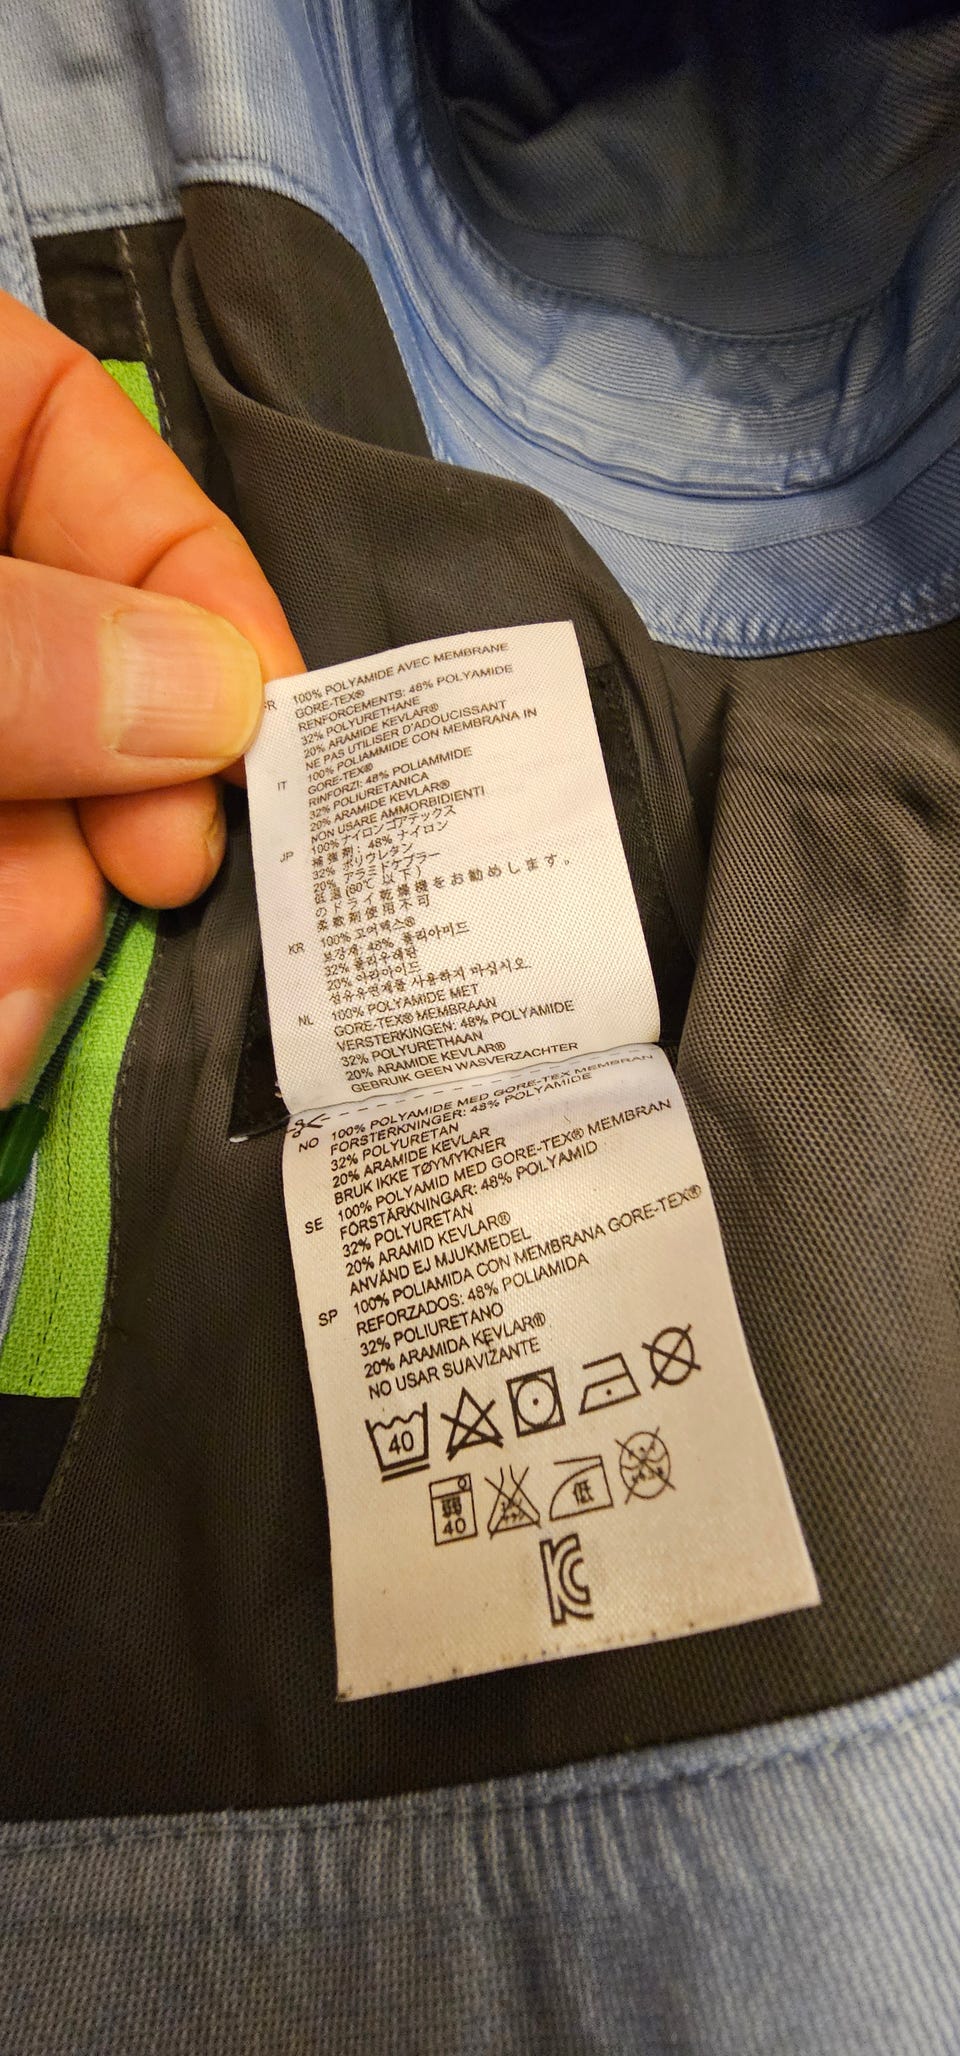 100% POLYAMIDE AVEC MEMBRANE
GORE-TEX®
RENFORCEMENTS: 48% POLYAMIDE
32% POLYURETHANE
20% ARAMIDE KEVLAR®
NE PAS UTILISER D'ADOUCISSANT
IT 100% POLIAMMIDE CON MEMBRANA IN
GORE-TEX®
RINFORZI: 48% POLIAMMIDE
32% POLIURETANICA
20% ARAMIDE KEVLAR®
NON USARE AMMORBIDIENTI
JP 100% ナイロンゴアテックス
補強剤: 48% ナイロン
32% ポリウレタン
20% アラミドケブラー
低温(60℃ 以下)
のドライ乾燥機をお勧めします。
柔軟剤使用不可
KR 100% 고어텍스®
보강재: 48% 폴리아미드
32% 폴리우레탄
20% 아라아이드
섬유유연제를 사용하지 마십시오.
NL 100% POLYAMIDE MET
GORE-TEX® MEMBRAAN
VERSTERKINGEN: 48% POLYAMIDE
32% POLYURETHAAN
20% ARAMIDE KEVLAR®
GEBRUIK GEEN WASVERZACHTER
NO 100% POLYAMIDE MED GORE-TEX MEMBRAN
FORSTERKNINGER: 48% POLYAMIDE
32% POLYURETAN
20% ARAMIDE KEVLAR
BRUK IKKE TØYMYKNER
SE 100% POLYAMID MED GORE-TEX® MEMBRAN
FÖRSTÄRKNINGAR: 48% POLYAMID
32% POLYURETAN
20% ARAMID KEVLAR®
ANVÄND EJ MJUKMEDEL
SP 100% POLIAMIDA CON MEMBRANA GORE-TEX®
REFORZADOS: 48% POLIAMIDA
32% POLIURETANO
20% ARAMIDA KEVLAR®
NO USAR SUAVIZANTE
40
弱
40
低
KC